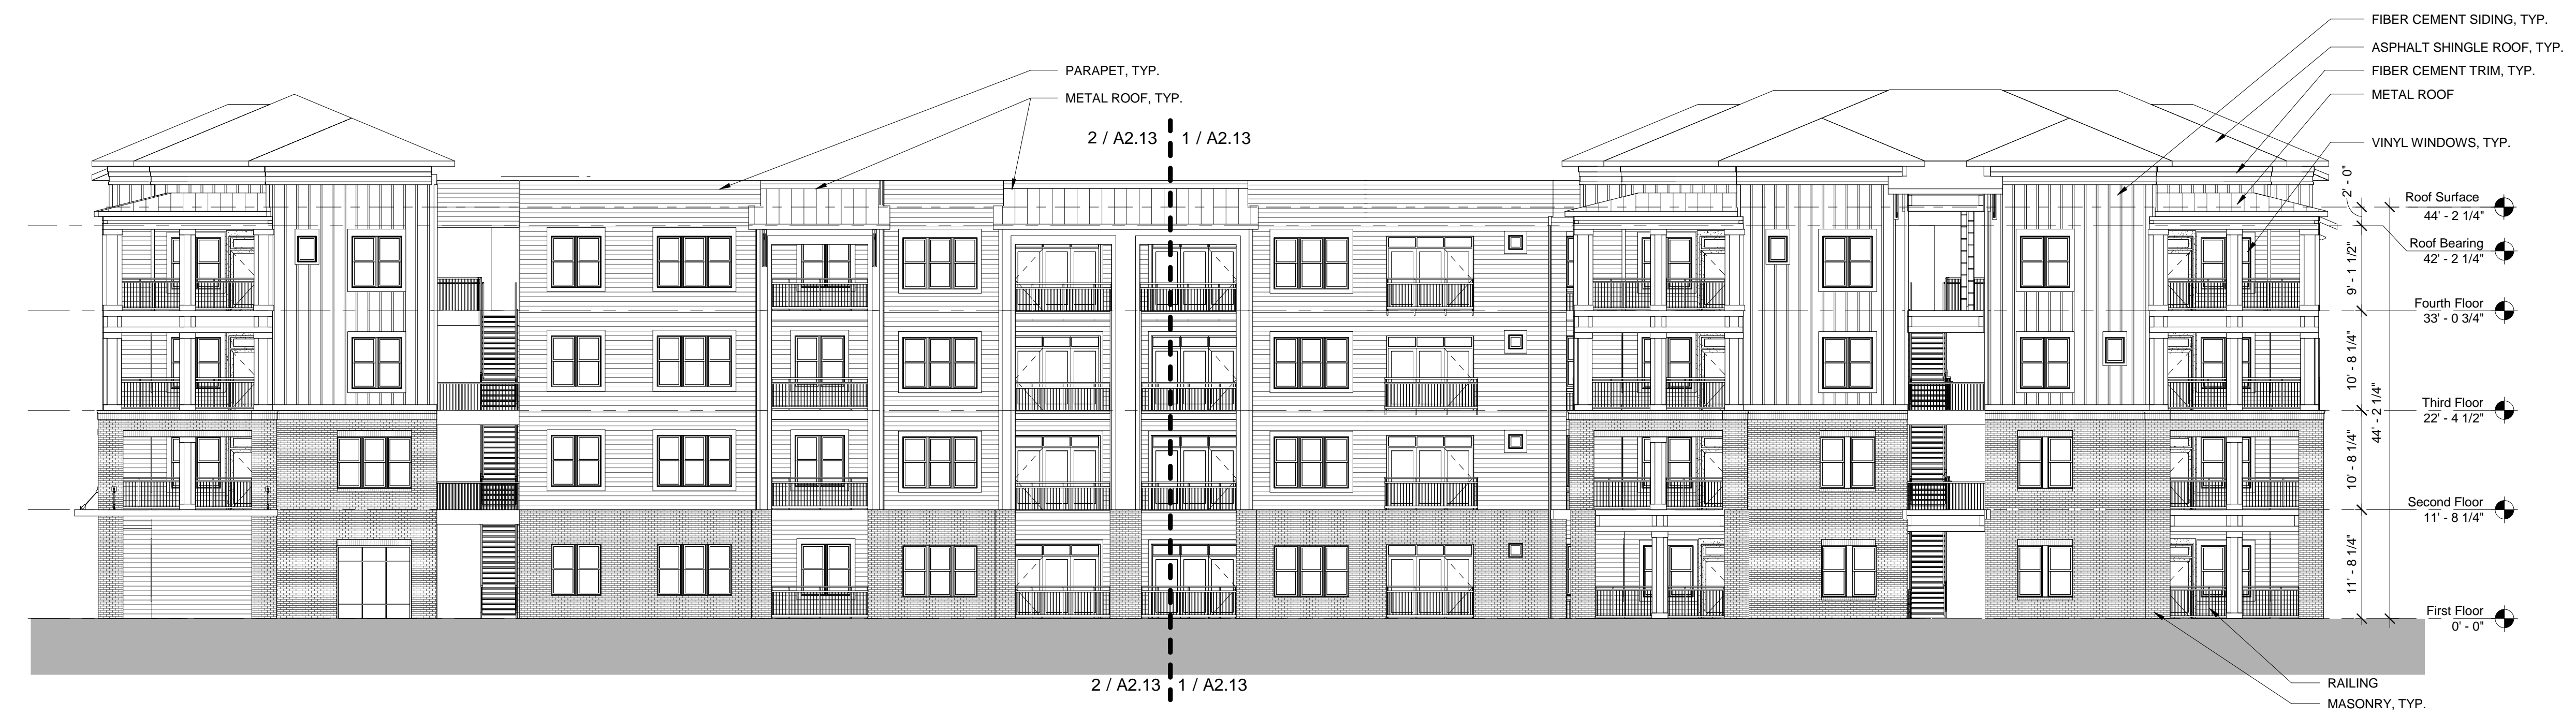 FIBER CEMENT SIDING, TYP.
ASPHALT SHINGLE ROOF, TYP.
FIBER CEMENT TRIM, TYP.
METAL ROOF
VINYL WINDOWS, TYP.
PARAPET, TYP.
METAL ROOF, TYP.
2 / A2.13
1 / A2.13
2' - 0"
Roof Surface
44' - 2 1/4"
Roof Bearing
42' - 2 1/4"
9' - 1 1/2"
Fourth Floor
33' - 0 3/4"
10' - 8 1/4"
44' - 2 1/4"
Third Floor
22' - 4 1/2"
10' - 8 1/4"
Second Floor
11' - 8 1/4"
11' - 8 1/4"
First Floor
0' - 0"
2 / A2.13
1 / A2.13
RAILING
MASONRY, TYP.